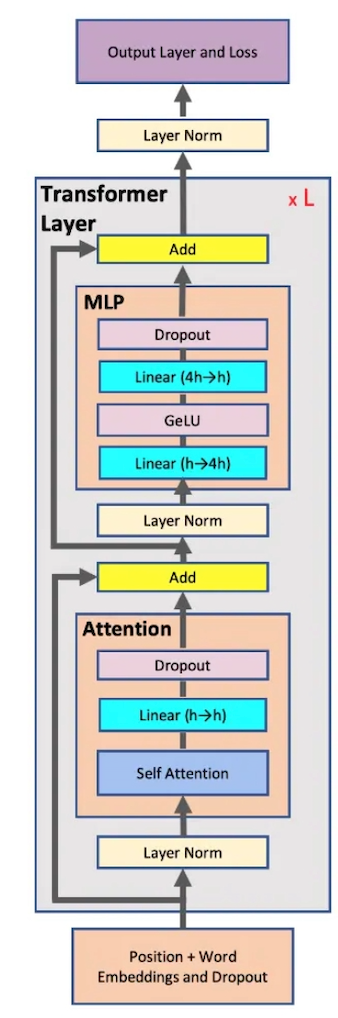 Output Layer and Loss
Layer Norm
Transformer
Layer
x L
Add
MLP
Dropout
Linear (4h→h)
GeLU
Linear (h→4h)
Layer Norm
Add
Attention
Dropout
Linear (h→h)
Self Attention
Layer Norm
Position + Word
Embeddings and Dropout